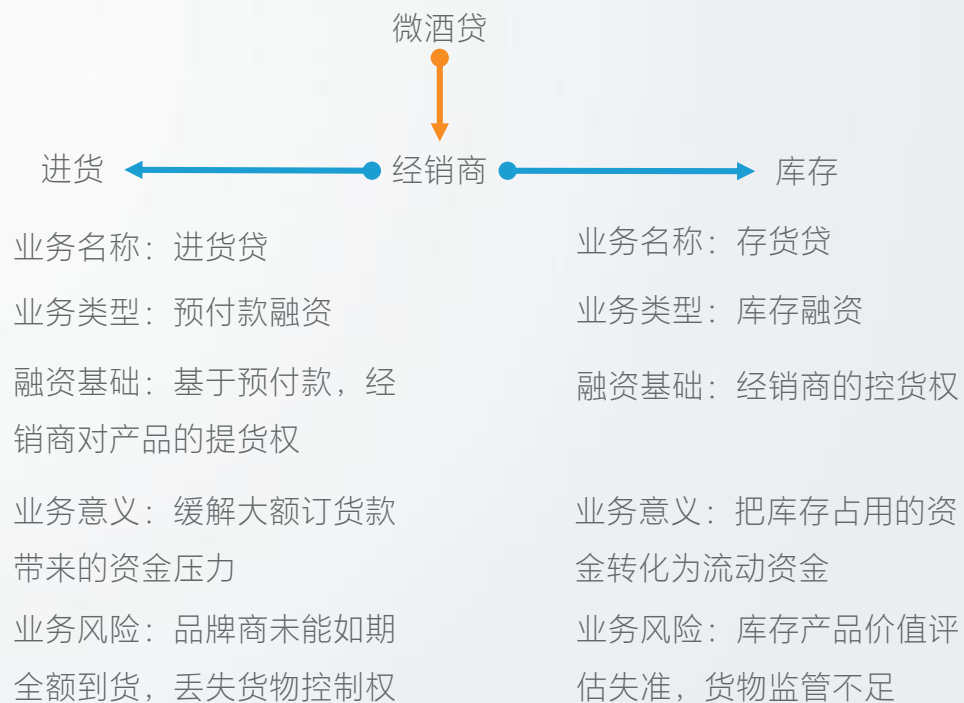 微酒贷
进货
经销商
库存
业务名称：进货贷
业务类型：预付款融资
融资基础：基于预付款，经
销商对产品的提货权
业务意义：缓解大额订货款
带来的资金压力
业务风险：品牌商未能如期
全额到货，丢失货物控制权
业务名称：存货贷
业务类型：库存融资
融资基础：经销商的控货权
业务意义：把库存占用的资
金转化为流动资金
业务风险：库存产品价值评
估失准，货物监管不足